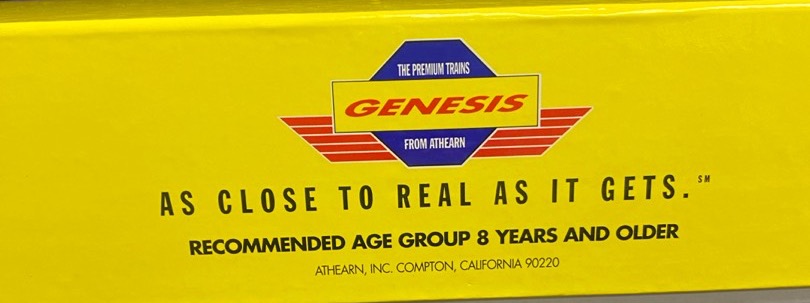 THE PREMIUM TRAINS
GENESIS
FROM ATHEARN
AS CLOSE TO REAL AS IT GETS.℠
RECOMMENDED AGE GROUP 8 YEARS AND OLDER
ATHEARN, INC. COMPTON, CALIFORNIA 90220